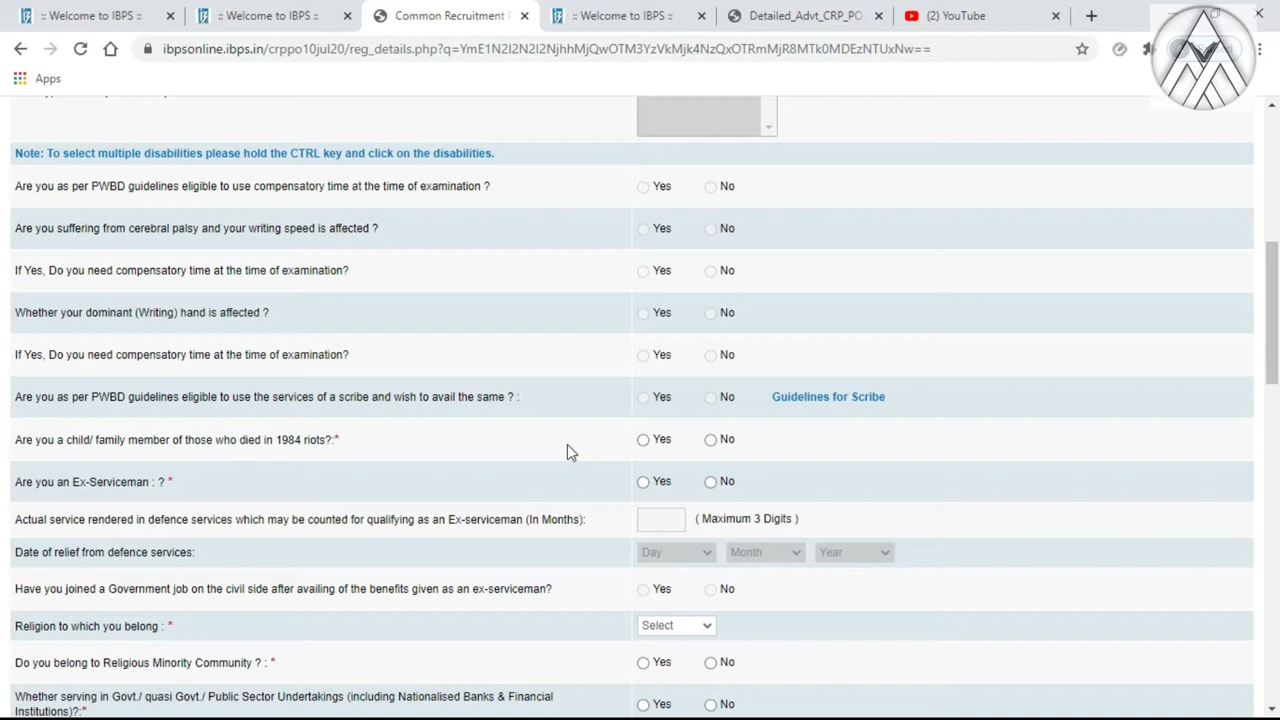 :: Welcome to IBPS ::
:: Welcome to IBPS ::
Common Recruitment P
:: Welcome to IBPS ::
Detailed_Advt_CRP_PO_
(2) YouTube
ibpsonline.ibps.in/crppo10jul20/reg_details.php?q=YmE1N2I2N2I2NjhhMjQwOTM3YzVkMjk4NzQxOTRmMjR8MTk0MDEzNTUxNw==
Apps
Note: To select multiple disabilities please hold the CTRL key and click on the disabilities.
Are you as per PWBD guidelines eligible to use compensatory time at the time of examination ? Yes No
Are you suffering from cerebral palsy and your writing speed is affected ? Yes No
If Yes, Do you need compensatory time at the time of examination? Yes No
Whether your dominant (Writing) hand is affected ? Yes No
If Yes, Do you need compensatory time at the time of examination? Yes No
Are you as per PWBD guidelines eligible to use the services of a scribe and wish to avail the same ? : Yes No Guidelines for Scribe
Are you a child/ family member of those who died in 1984 riots?:* Yes No
Are you an Ex-Serviceman : ? * Yes No
Actual service rendered in defence services which may be counted for qualifying as an Ex-serviceman (In Months): ( Maximum 3 Digits )
Date of relief from defence services: Day Month Year
Have you joined a Government job on the civil side after availing of the benefits given as an ex-serviceman? Yes No
Religion to which you belong : * Select
Do you belong to Religious Minority Community ? : * Yes No
Whether serving in Govt./ quasi Govt./ Public Sector Undertakings (including Nationalised Banks & Financial
Institutions)?:* Yes No